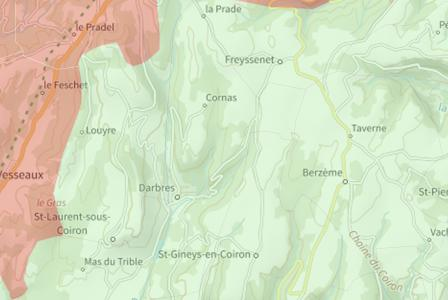 la Prade
le Pradel
Freyssenet
le Feschet
Cornas
Louyre
Taverne
Vesseaux
Berzème
Darbres
le Gras
St-Laurent-sous-
Coiron
St-Pier
Vach
St-Gineys-en-Coiron
Mas du Trible
Chaîne du Coiron
la